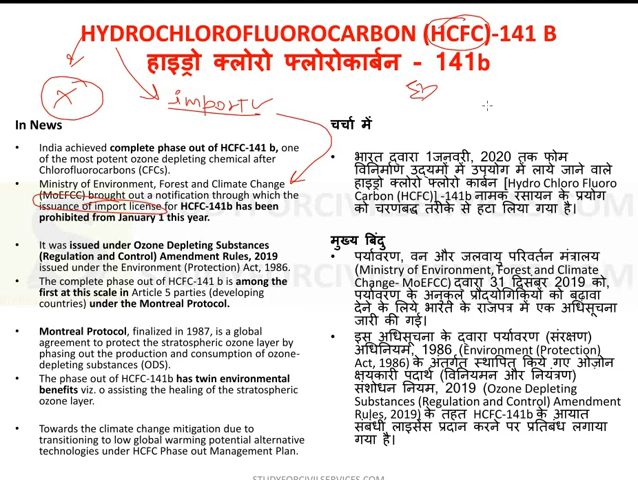 HYDROCHLOROFLUOROCARBON (HCFC)-141 B
हाइड्रो क्लोरो फ्लोरोकार्बन - 141b
import
In News
India achieved complete phase out of HCFC-141 b, one
of the most potent ozone depleting chemical after
Chlorofluorocarbons (CFCs).
Ministry of Environment, Forest and Climate Change
(MoEFCC) brought out a notification through which the
issuance of import license for HCFC-141b has been
prohibited from January 1 this year.
It was issued under Ozone Depleting Substances
(Regulation and Control) Amendment Rules, 2019
issued under the Environment (Protection) Act, 1986.
The complete phase out of HCFC-141 b is among the
first at this scale in Article 5 parties (developing
countries) under the Montreal Protocol.
Montreal Protocol, finalized in 1987, is a global
agreement to protect the stratospheric ozone layer by
phasing out the production and consumption of ozone-
depleting substances (ODS).
The phase out of HCFC-141b has twin environmental
benefits viz. o assisting the healing of the stratospheric
ozone layer.
Towards the climate change mitigation due to
transitioning to low global warming potential alternative
technologies under HCFC Phase out Management Plan.
चर्चा में
भारत द्वारा 1जनवरी, 2020 तक फोम
विनिर्माण उद्यमों में उपयोग में लाये जाने वाले
हाइड्रो क्लोरो फ्लोरो कार्बन [Hydro Chloro Fluoro
Carbon (HCFC)] -141b नामक रसायन के प्रयोग
को चरणबद्ध तरीके से हटा लिया गया है।
मुख्य बिंदु
पर्यावरण, वन और जलवायु परिवर्तन मंत्रालय
(Ministry of Environment, Forest and Climate
Change- MoEFCC) द्वारा 31 दिसंबर 2019 को,
पर्यावरण के अनुकूल प्रौद्योगिकियों को बढ़ावा
देने के लिये भारत के राजपत्र में एक अधिसूचना
जारी की गई।
इस अधिसूचना के द्वारा पर्यावरण (संरक्षण)
अधिनियम, 1986 (Environment (Protection)
Act, 1986) के अंतर्गत स्थापित किये गए ओज़ोन
क्षयकारी पदार्थ (विनियमन और नियंत्रण)
संशोधन नियम, 2019 (Ozone Depleting
Substances (Regulation and Control) Amendment
Rules, 2019) के तहत HCFC-141b के आयात
संबंधी लाइसेंस प्रदान करने पर प्रतिबंध लगाया
गया है।
STUDYFORCIVILSERVICES.COM